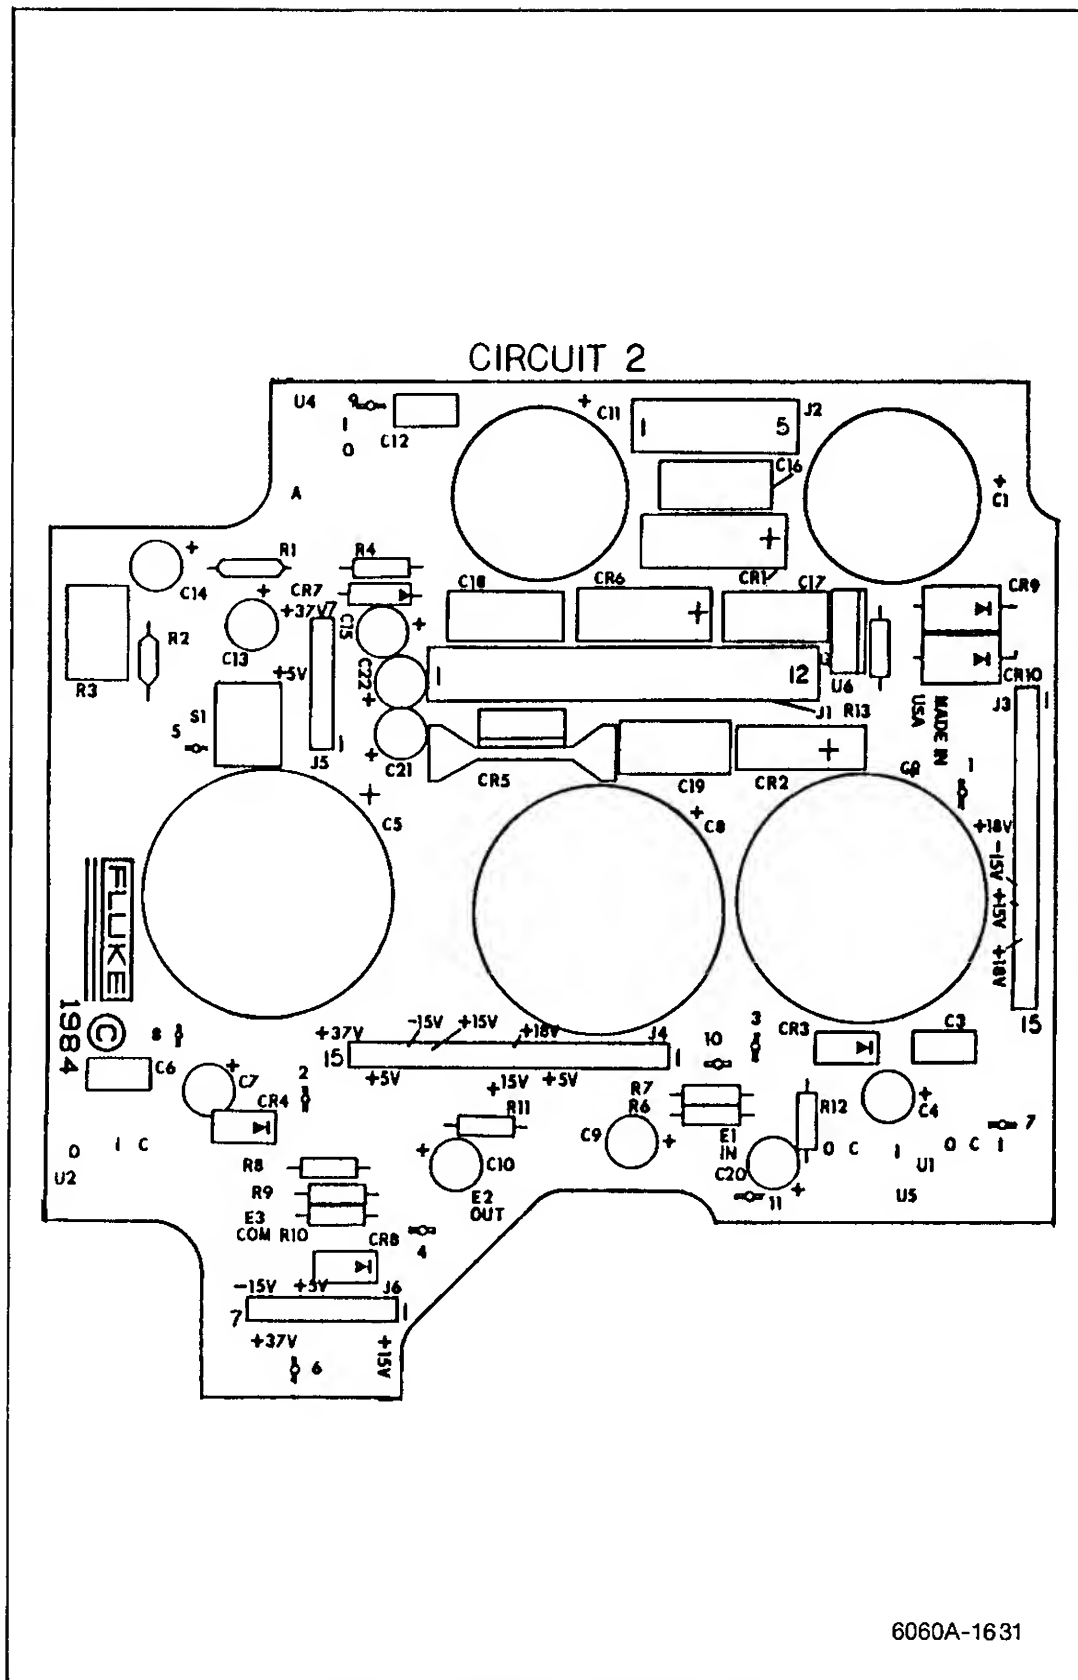 CIRCUIT 2
U4
9
I
O
C12
+
C11
1
5
J2
C16
+
C1
A
+
C14
R1
R4
CR7
+
CR1
C18
CR6
+
C17
CR9
R3
R2
+
C13
+37V
7
+5V
1
J5
C15
+
C22
+
1
12
J1
U6
R13
CR10
J3
1
S1
5
+
C21
CR5
C19
CR2
+
MADE IN
USA
1
+
C5
+
C8
+18V
-15V
+15V
+18V
15
FLUKE
© 1984
8
C6
+
C7
CR4
2
+37V
-15V
+15V
+18V
J4
15
1
+5V
+15V
+5V
10
3
CR3
C3
R7
R6
R11
C9
+
E1
IN
C20
+
11
R12
+
C4
7
O C I
O C I
U1
U5
O I C
U2
R8
R9
E3
COM R10
C10
+
E2
OUT
4
CR8
-15V
+5V
J6
7
1
+37V
+15V
6
6060A-1631